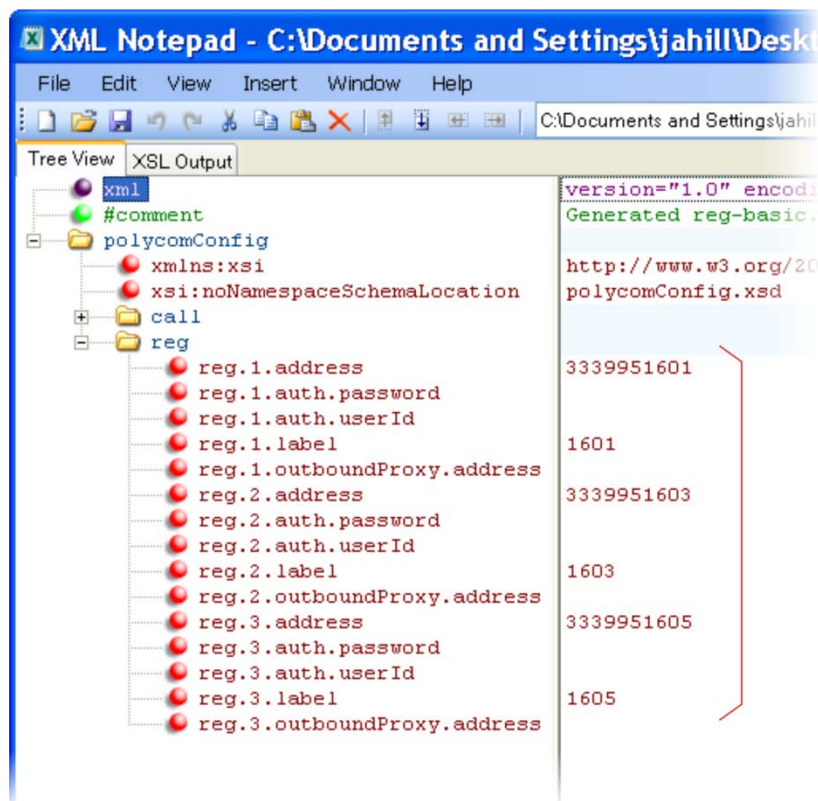 XML Notepad - C:\Documents and Settings\jahill\Desk
File Edit View Insert Window Help
C:\Documents and Settings\jahil
Tree View XSL Output
xml version="1.0" encodi
#comment Generated reg-basic.
polycomConfig
xmlns:xsi http://www.w3.org/20
xsi:noNamespaceSchemaLocation polycomConfig.xsd
call
reg
reg.1.address 3339951601
reg.1.auth.password
reg.1.auth.userId
reg.1.label 1601
reg.1.outboundProxy.address
reg.2.address 3339951603
reg.2.auth.password
reg.2.auth.userId
reg.2.label 1603
reg.2.outboundProxy.address
reg.3.address 3339951605
reg.3.auth.password
reg.3.auth.userId
reg.3.label 1605
reg.3.outboundProxy.address